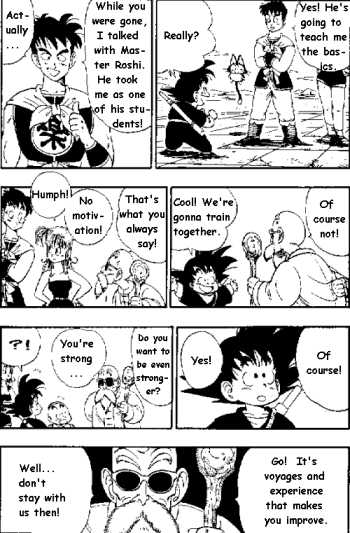 Act-
ually
...
While you
were gone,
I talked
with Mas-
ter Roshi.
He took
me as one
of his stu-
dents!
Really?
Yes! He's
going to
teach me
the bas-
ics.
Humph!
No
motiv-
ation!
That's
what you
always
say!
Cool! We're
gonna train
together.
Of
course
not!
?!
You're
strong
...
Do you
want to
be even
strong-
er?
Yes!
Of
course!
Well...
don't
stay with
us then!
Go! It's
voyages and
experience
that makes
you improve.